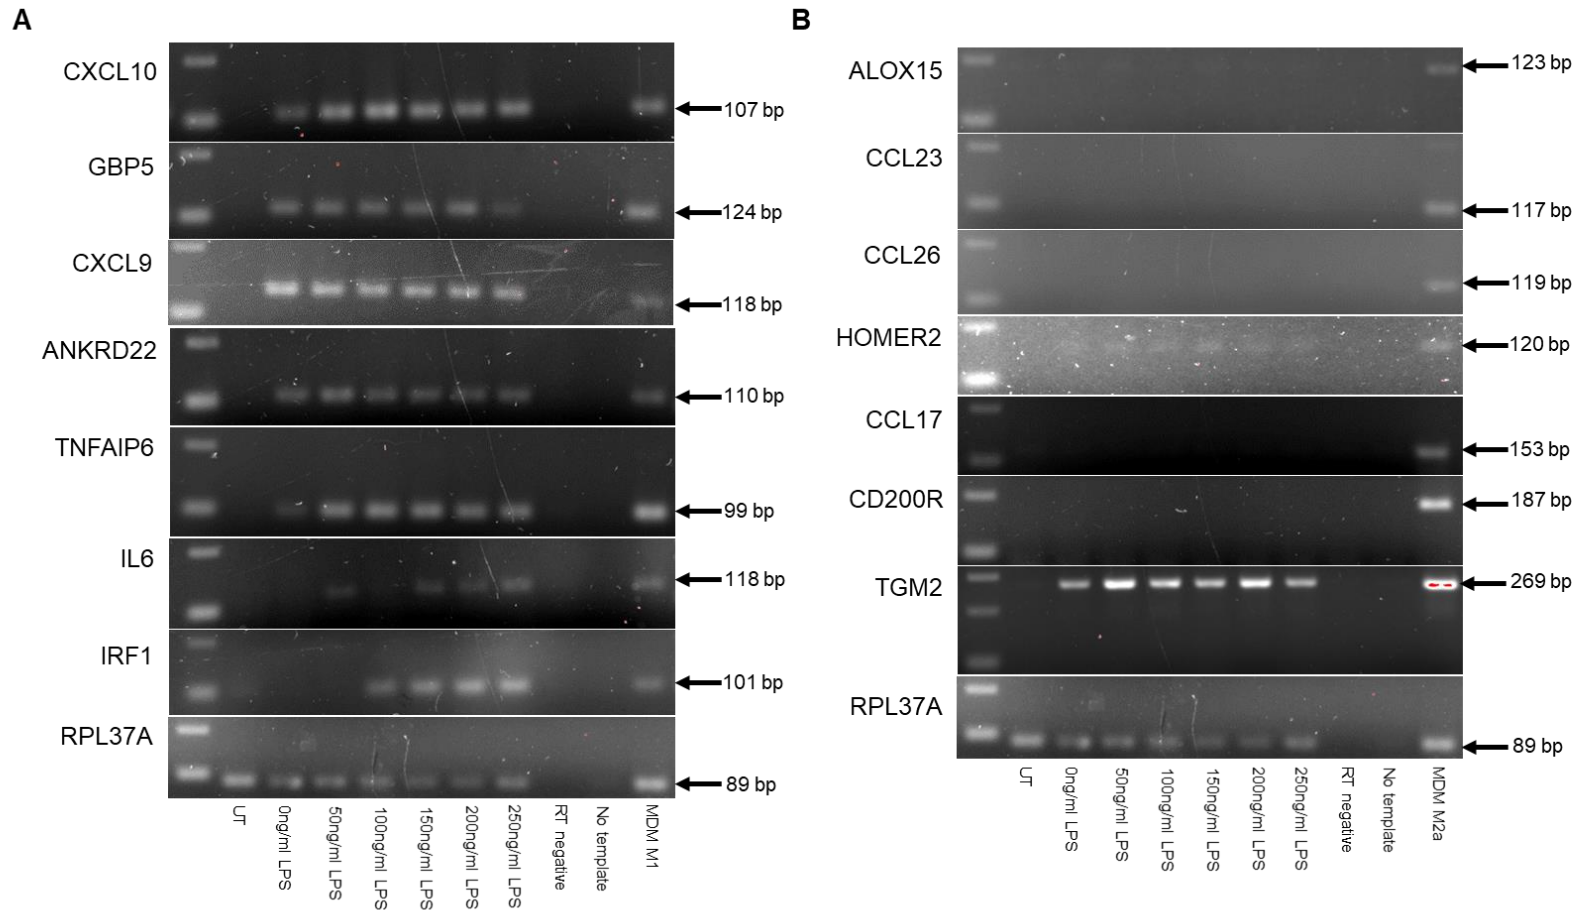 A
B
CXCL10
107 bp
GBP5
124 bp
CXCL9
118 bp
ANKRD22
110 bp
TNFAIP6
99 bp
IL6
118 bp
IRF1
101 bp
RPL37A
89 bp
UT
0ng/ml LPS
50ng/ml LPS
100ng/ml LPS
150ng/ml LPS
200ng/ml LPS
250ng/ml LPS
RT negative
No template
MDM M1
ALOX15
123 bp
CCL23
117 bp
CCL26
119 bp
HOMER2
120 bp
CCL17
153 bp
CD200R
187 bp
TGM2
269 bp
RPL37A
89 bp
UT
0ng/ml LPS
50ng/ml LPS
100ng/ml LPS
150ng/ml LPS
200ng/ml LPS
250ng/ml LPS
RT negative
No template
MDM M2a